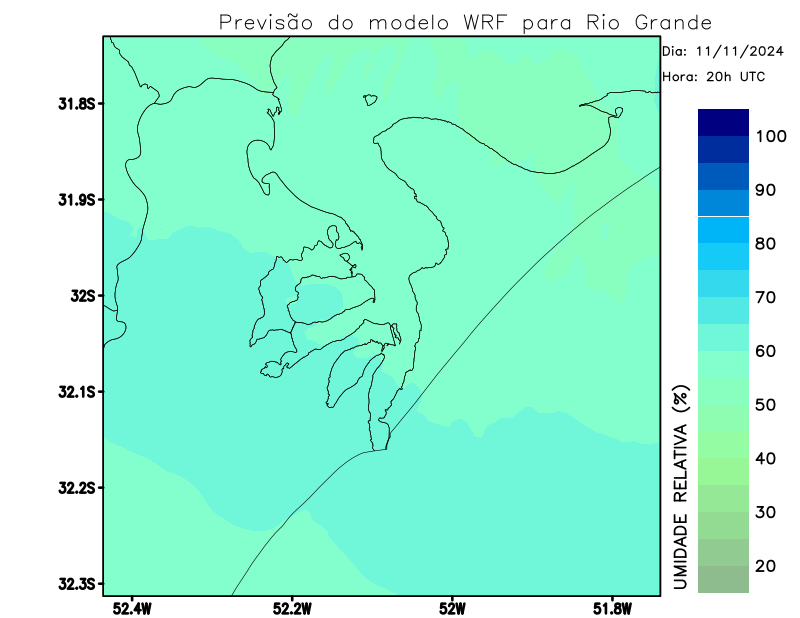 Previsão do modelo WRF para Rio Grande
Dia: 11/11/2024
Hora: 20h UTC
31.8S
31.9S
32S
32.1S
32.2S
32.3S
52.4W
52.2W
52W
51.8W
100
90
80
70
60
50
40
30
20
UMIDADE RELATIVA (%)